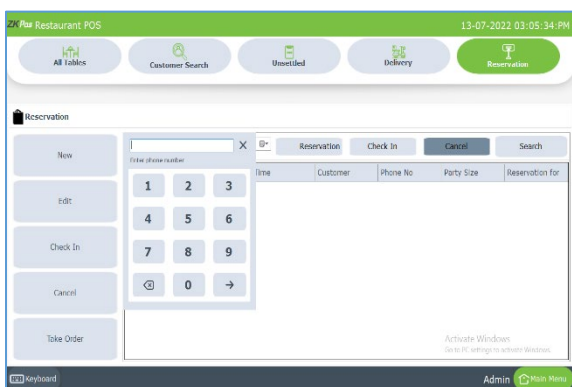 ZKPos Restaurant POS 13-07-2022 03:05:34:PM
All Tables Customer Search Unsettled Delivery Reservation
Reservation
New
Edit
Check In
Cancel
Take Order
X
Enter phone number
1 2 3
4 5 6
7 8 9
0
Reservation Check In Cancel Search
Time Customer Phone No Party Size Reservation for
Activate Windows
Go to PC settings to activate Windows.
Keyboard Admin Main Menu